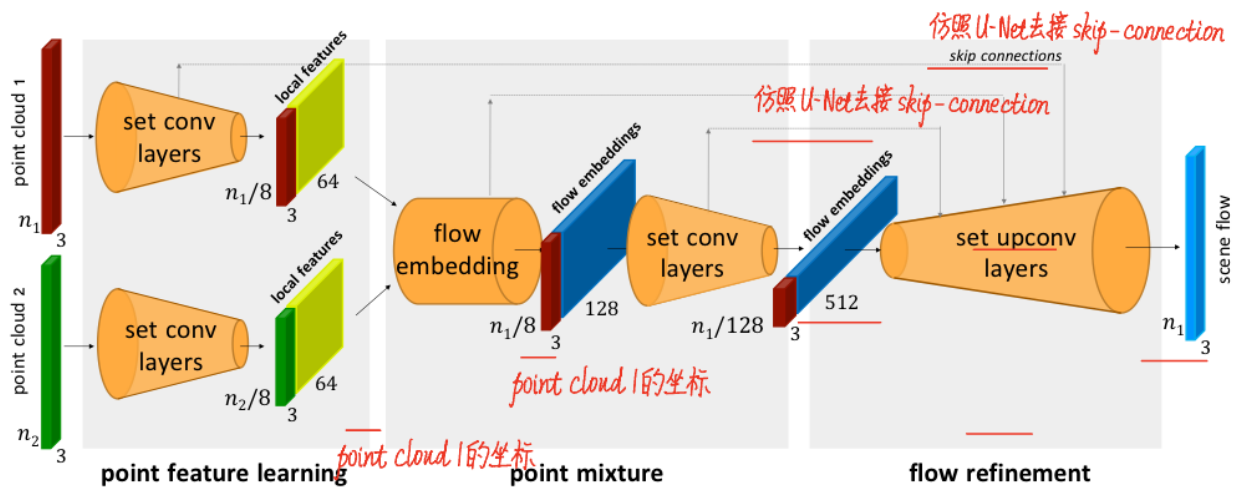 仿照U-Net去接skip-connection
skip connections
仿照U-Net去接skip-connection
point cloud 1
n₁
3
set conv
layers
local features
n₁/8
3
64
point cloud 2
n₂
3
set conv
layers
local features
n₂/8
3
64
flow
embedding
flow embeddings
n₁/8
3
128
set conv
layers
flow embeddings
n₁/128
3
512
set upconv
layers
n₁
3
scene flow
point cloud 1的坐标
point cloud 1的坐标
point feature learning
point mixture
flow refinement